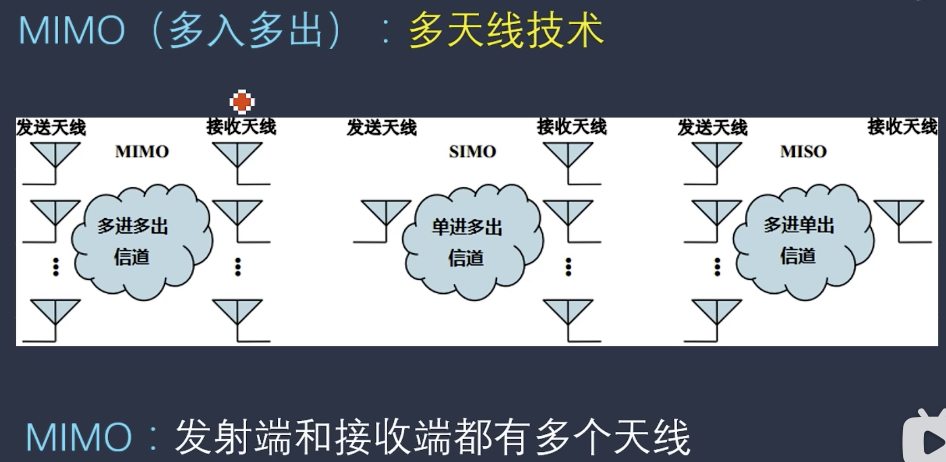 MIMO（多入多出）：多天线技术
发送天线 接收天线 发送天线 接收天线 发送天线 接收天线
MIMO SIMO MISO
多进多出 单进多出 多进单出
信道 信道 信道
MIMO：发射端和接收端都有多个天线